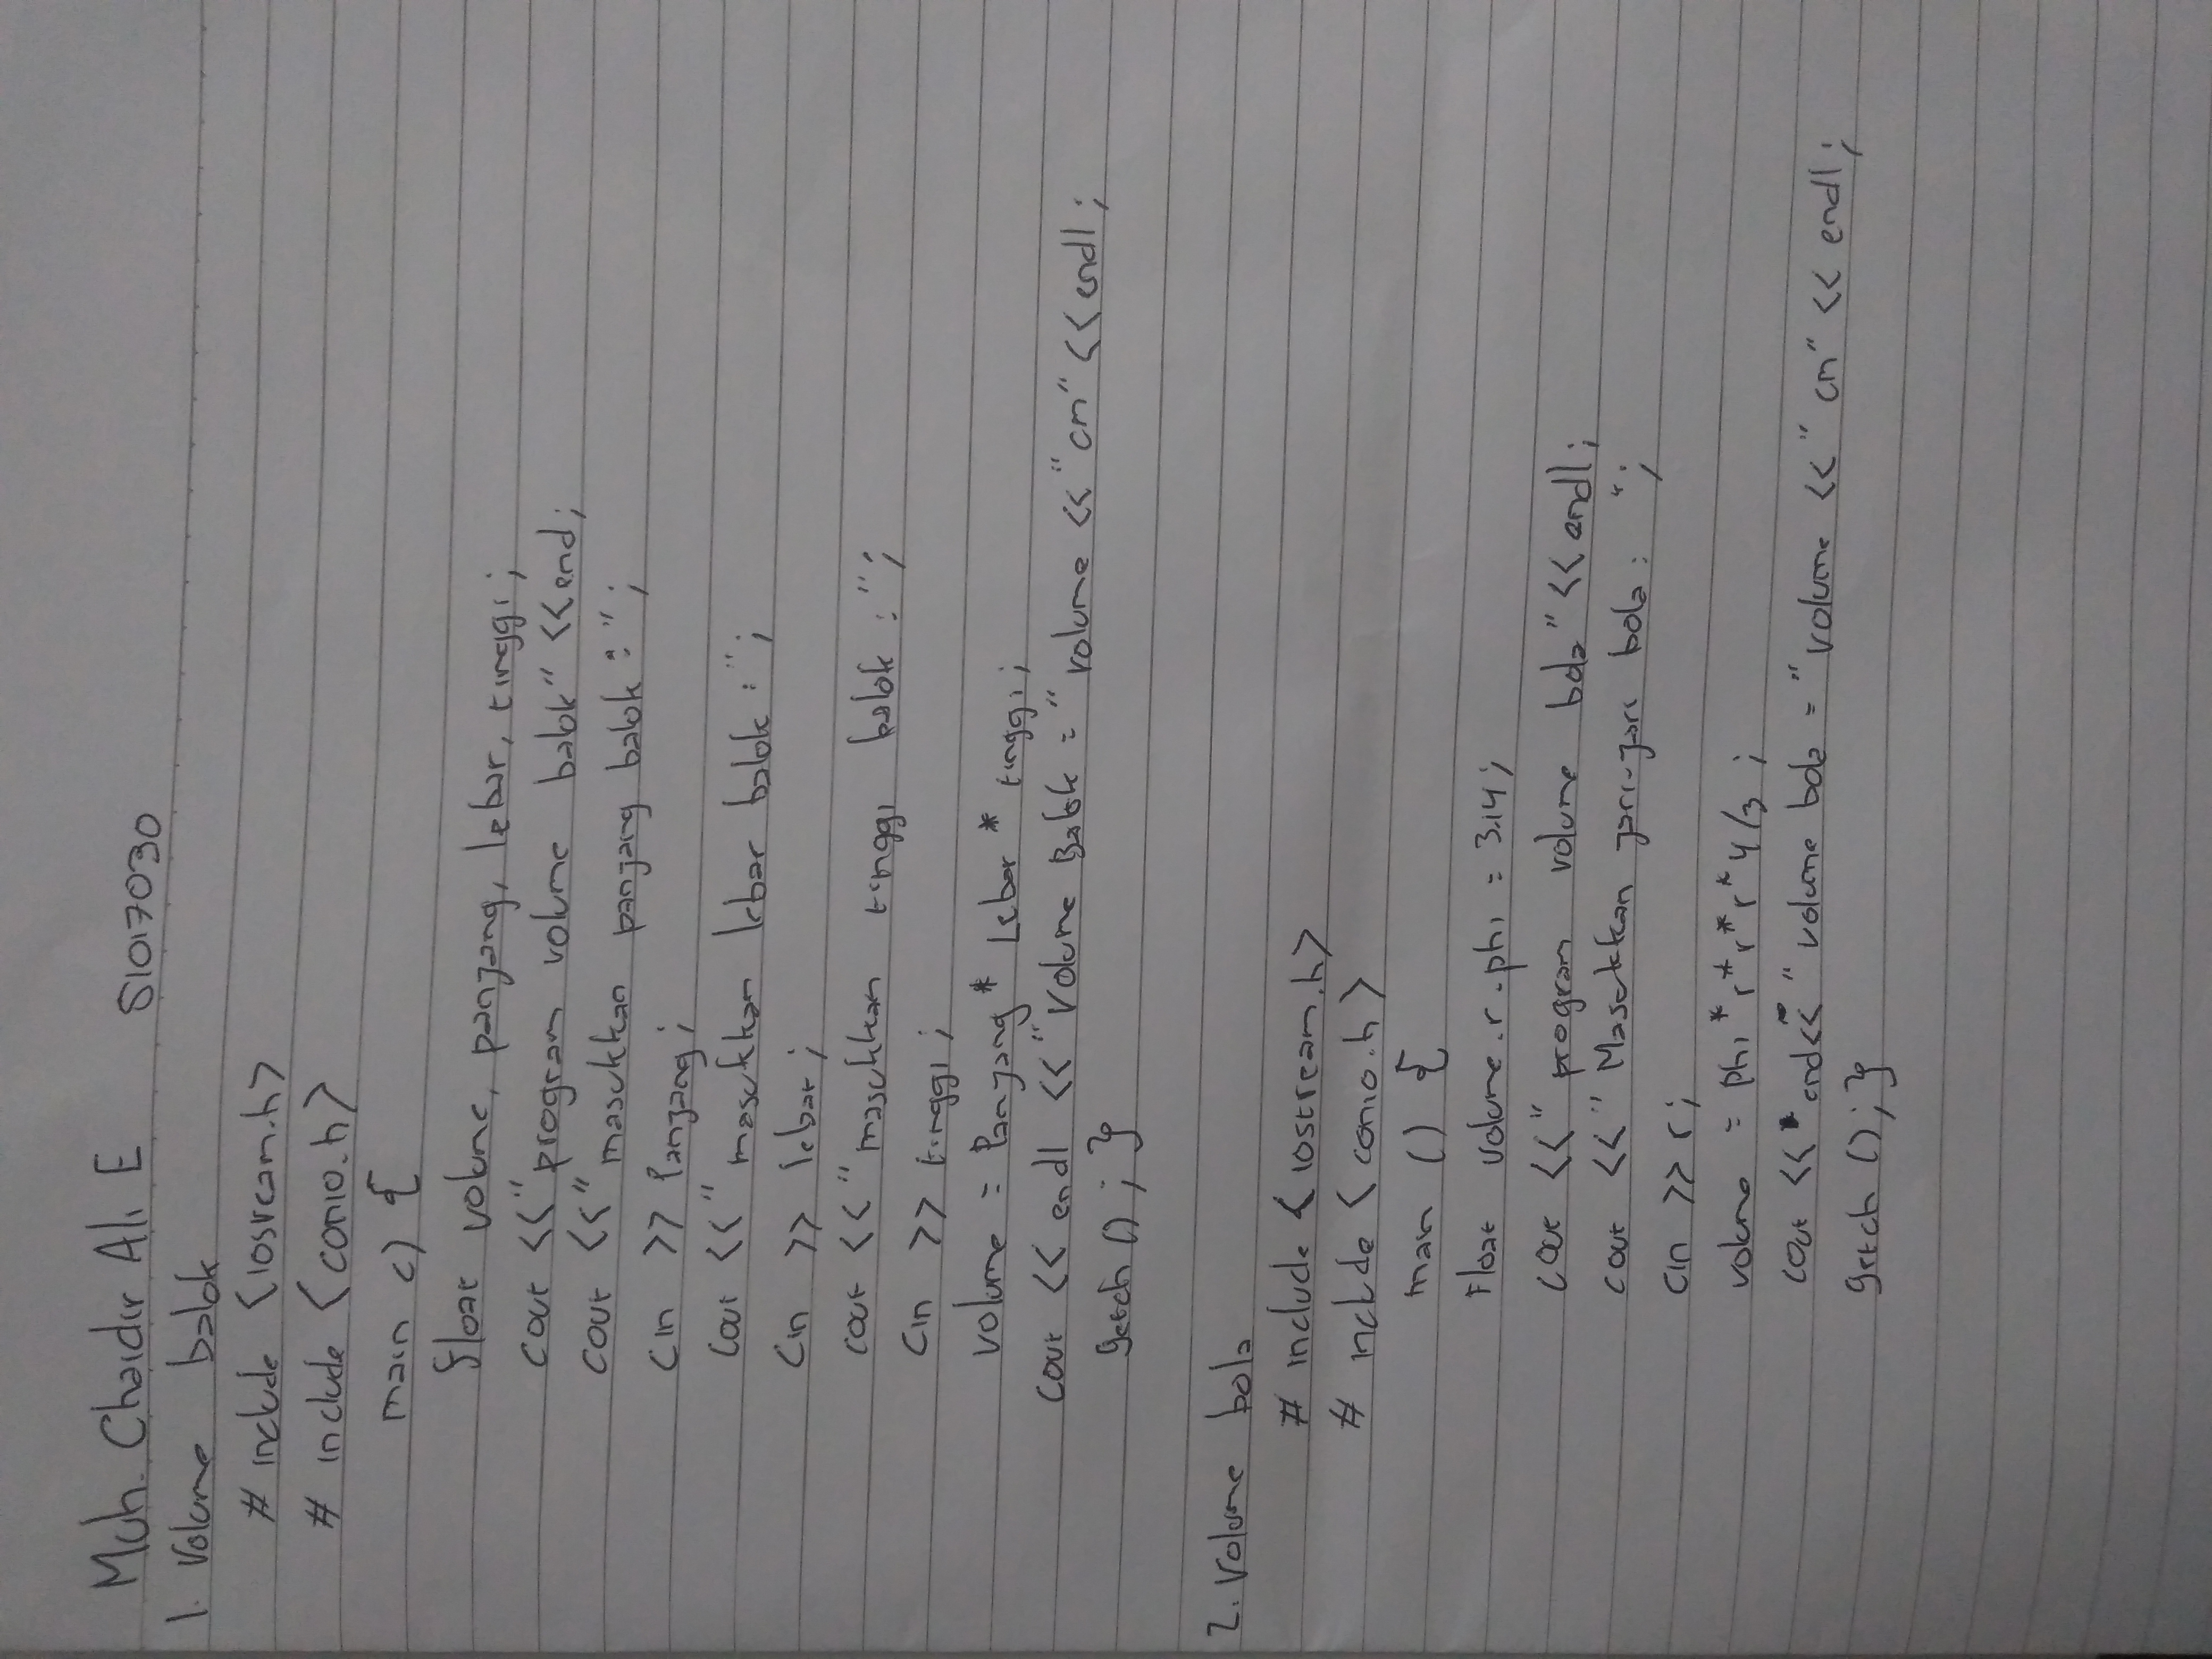 Muh. Chaidir Ali E S1017030
1. Volume balok
# include <iosream.h>
# include <conio.h>
main c) {
float volume, panjang, lebar, tinggi;
cout <<" program volume balok" <<end;
cout <<" masukkan panjang balok : ";
cin >> Panjang;
cout <<" masukkan lebar balok : ";
cin >> lebar;
cout <<" masukkan tinggi balok : ";
cin >> tinggi;
volume = Panjang * Lebar * tinggi;
cout << endl <<" Volume Balok = " volume <<" cm" << endl;
getch (); }
2. Volume bola
# include <iostream.h>
# include <conio.h>
main () {
Float volume.r.phi = 3.14;
cout <<" program volume bola" << endl;
cout <<" Masukkan jari-jari bola : ";
cin >> r;
volume = phi * r * r * r * 4/3 ;
cout << end<<" volume bola = " volume <<" cm" << endl;
getch (); }